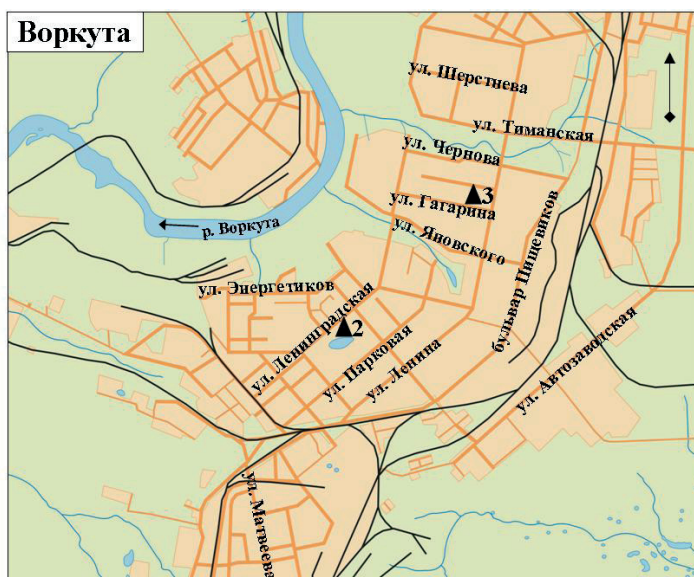 Воркута
ул. Шерстнева
ул. Тиманская
ул. Чернова
3
ул. Гагарина
р. Воркута
ул. Яновского
бульвар Пищевиков
ул. Энергетиков
ул. Ленинградская
2
ул. Парковая
ул. Ленина
ул. Автозаводская
ул. Матвеева